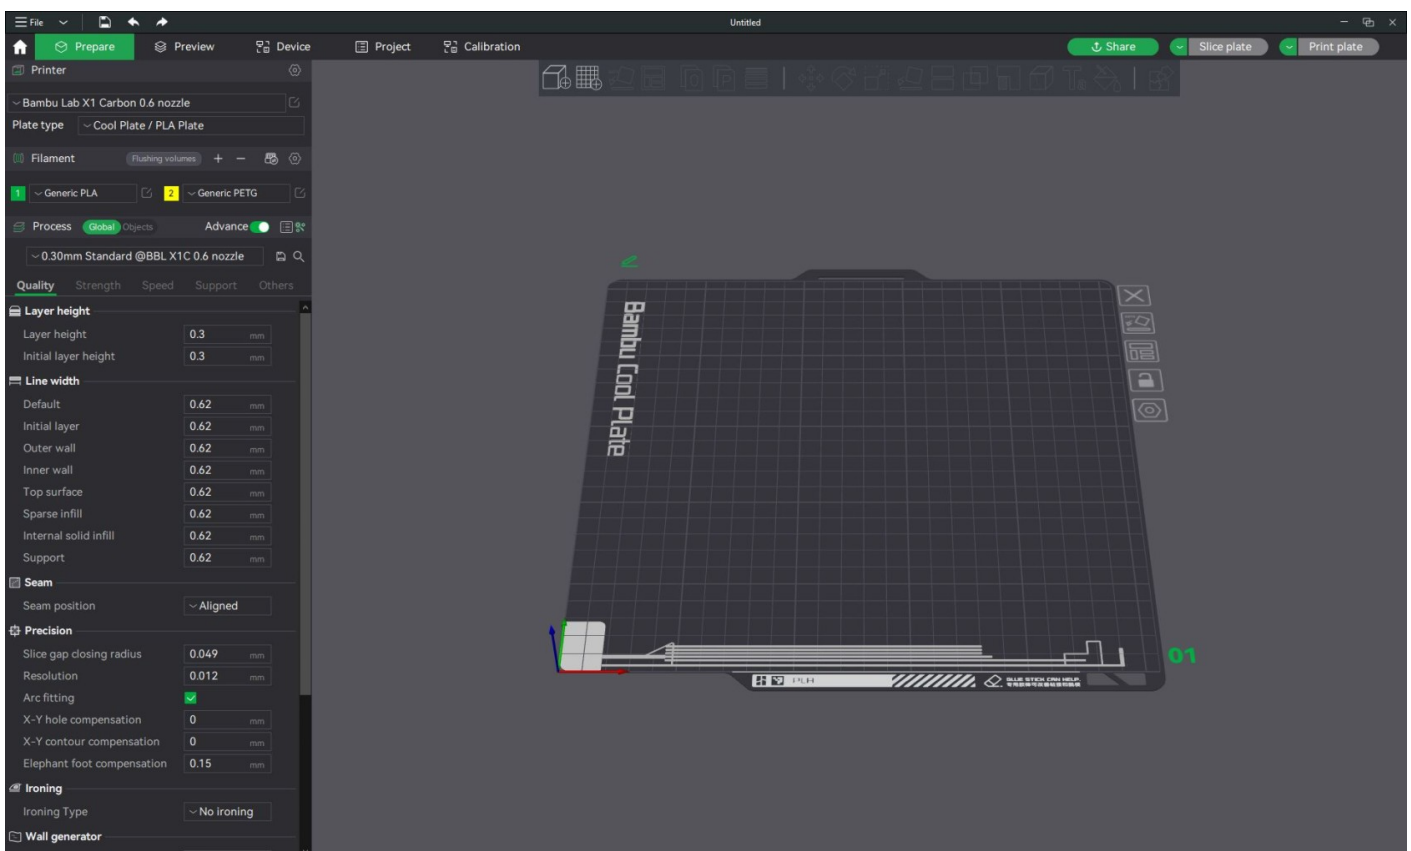 File
Untitled
Prepare
Preview
Device
Project
Calibration
Share
Slice plate
Print plate
Printer
Bambu Lab X1 Carbon 0.6 nozzle
Plate type Cool Plate / PLA Plate
Filament Flushing volumes + −
1 Generic PLA 2 Generic PETG
Process Global Objects Advance
0.30mm Standard @BBL X1C 0.6 nozzle
Quality Strength Speed Support Others
Layer height
Layer height 0.3 mm
Initial layer height 0.3 mm
Line width
Default 0.62 mm
Initial layer 0.62 mm
Outer wall 0.62 mm
Inner wall 0.62 mm
Top surface 0.62 mm
Sparse infill 0.62 mm
Internal solid infill 0.62 mm
Support 0.62 mm
Seam
Seam position Aligned
Precision
Slice gap closing radius 0.049 mm
Resolution 0.012 mm
Arc fitting
X-Y hole compensation 0 mm
X-Y contour compensation 0 mm
Elephant foot compensation 0.15 mm
Ironing
Ironing Type No ironing
Wall generator
Bambu Cool Plate
01
PLA
GLUE STICK CAN HELP.